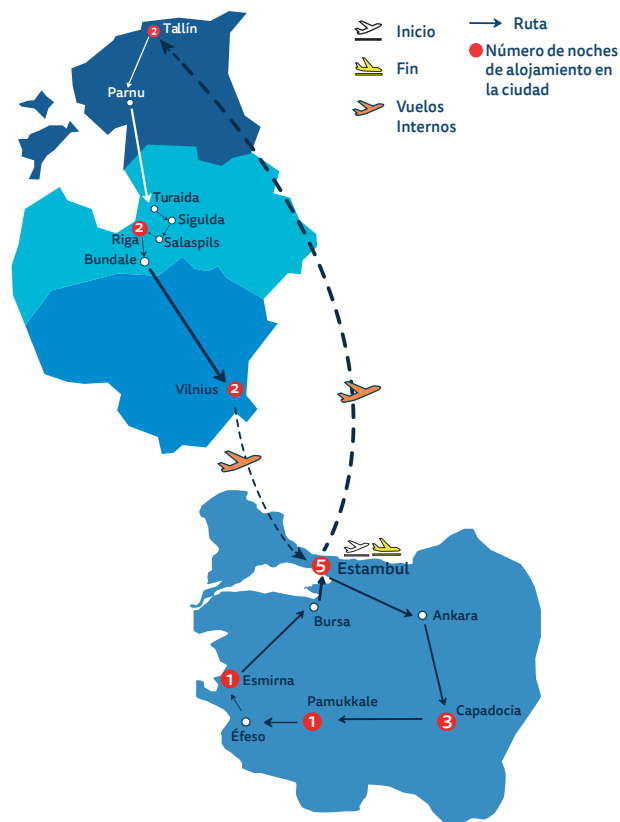 2 Tallín
Parnu
Turaida
Sigulda
2
Riga
Salaspils
Bundale
Vilnius 2
Inicio
Fin
Vuelos
Internos
Ruta
Número de noches
de alojamiento en
la ciudad
5
Estambul
Bursa
Ankara
1 Esmirna
Pamukkale
1
Capadocia
3
Éfeso